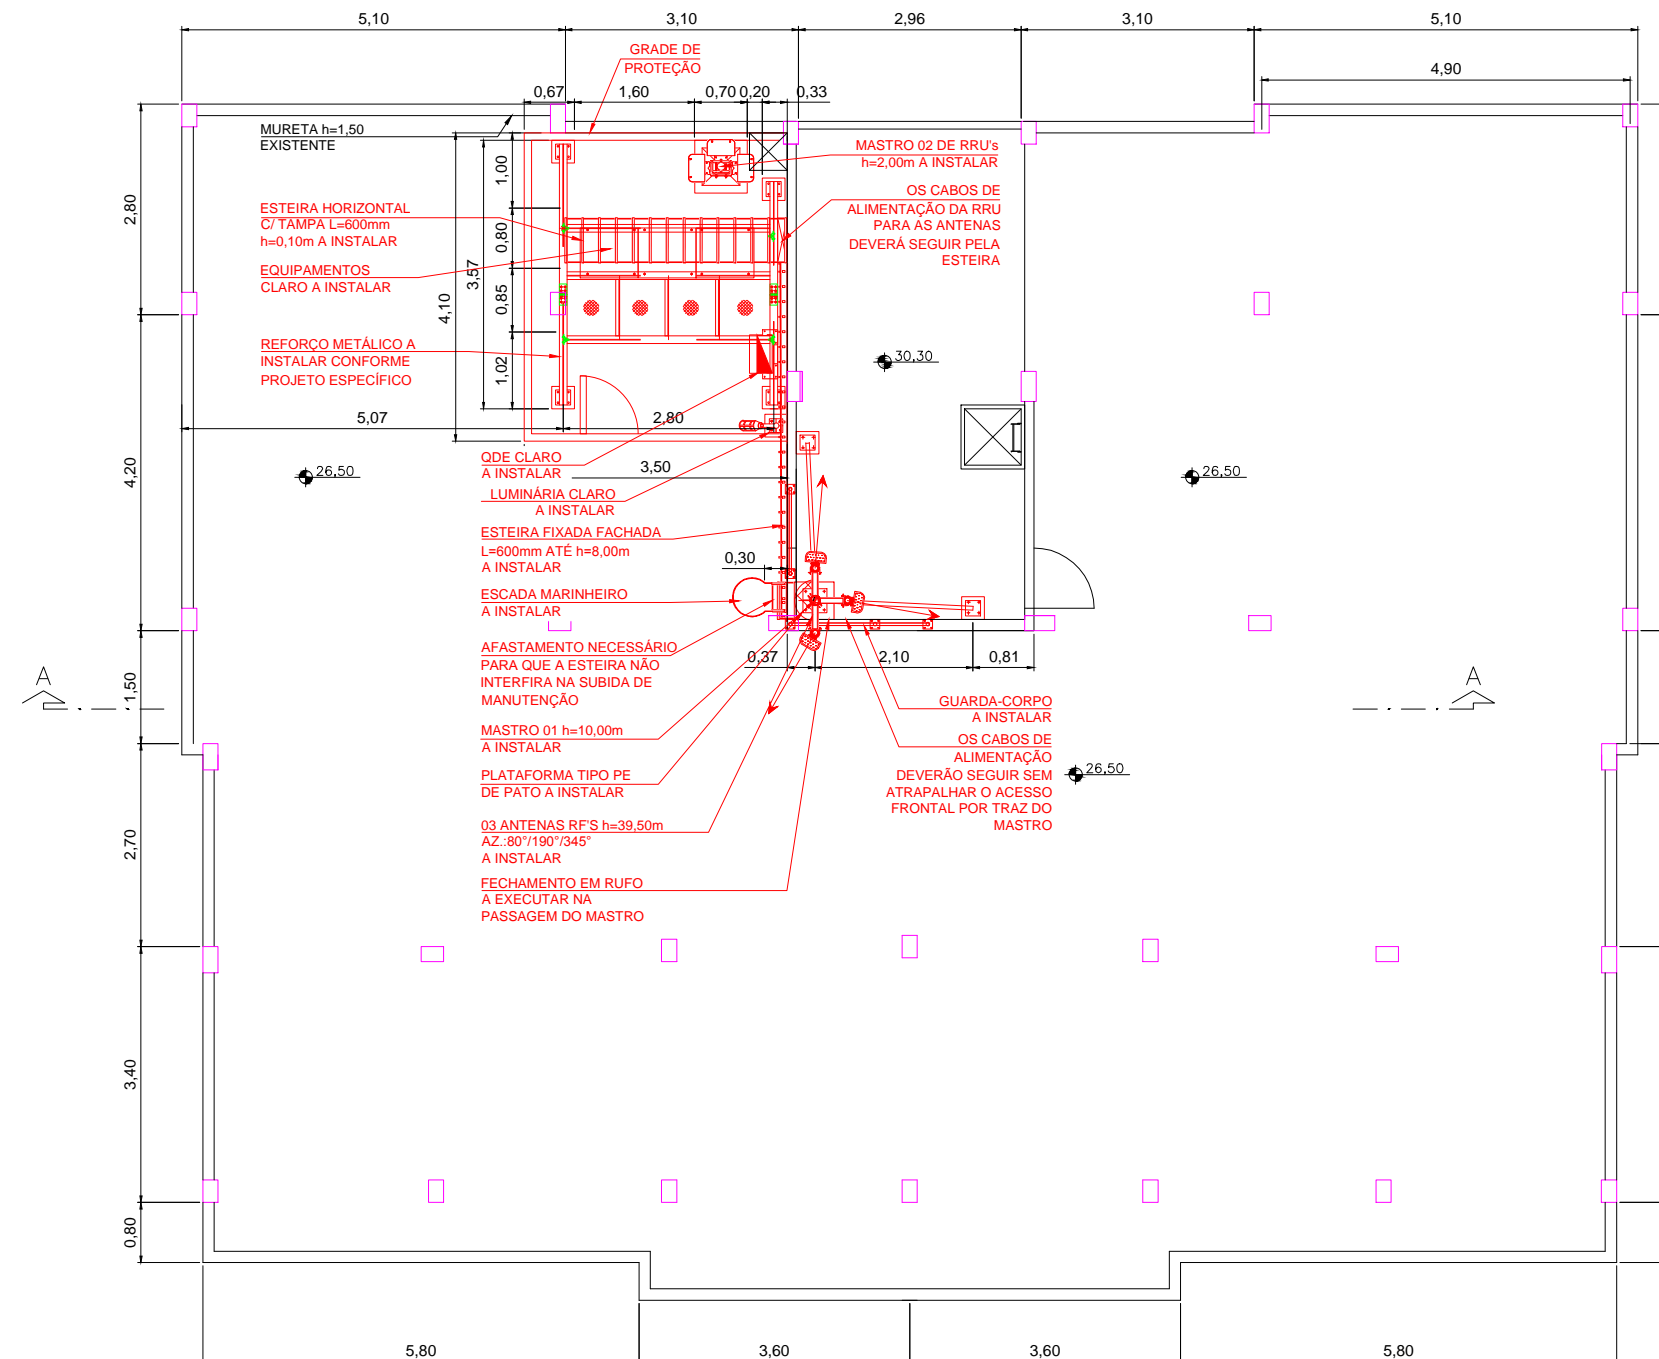 5,10
3,10
2,96
3,10
5,10
4,90
GRADE DE
PROTEÇÃO
0,67
1,60
0,70
0,20
0,33
MURETA h=1,50
EXISTENTE
MASTRO 02 DE RRU's
h=2,00m A INSTALAR
OS CABOS DE
ALIMENTAÇÃO DA RRU
PARA AS ANTENAS
DEVERÁ SEGUIR PELA
ESTEIRA
ESTEIRA HORIZONTAL
C/ TAMPA L=600mm
h=0,10m A INSTALAR
EQUIPAMENTOS
CLARO A INSTALAR
REFORÇO METÁLICO A
INSTALAR CONFORME
PROJETO ESPECÍFICO
1,00
0,80
0,85
1,02
3,57
4,10
2,80
4,20
1,50
2,70
3,40
0,80
30,30
5,07
2,80
26,50
26,50
QDE CLARO
A INSTALAR
3,50
LUMINÁRIA CLARO
A INSTALAR
ESTEIRA FIXADA FACHADA
L=600mm ATÉ h=8,00m
A INSTALAR
0,30
ESCADA MARINHEIRO
A INSTALAR
AFASTAMENTO NECESSÁRIO
PARA QUE A ESTEIRA NÃO
INTERFIRA NA SUBIDA DE
MANUTENÇÃO
0,37
2,10
0,81
A
A
GUARDA-CORPO
A INSTALAR
MASTRO 01 h=10,00m
A INSTALAR
OS CABOS DE
ALIMENTAÇÃO
DEVERÃO SEGUIR SEM
ATRAPALHAR O ACESSO
FRONTAL POR TRAZ DO
MASTRO
26,50
PLATAFORMA TIPO PE
DE PATO A INSTALAR
03 ANTENAS RF'S h=39,50m
AZ.:80°/190°/345°
A INSTALAR
FECHAMENTO EM RUFO
A EXECUTAR NA
PASSAGEM DO MASTRO
5,80
3,60
3,60
5,80